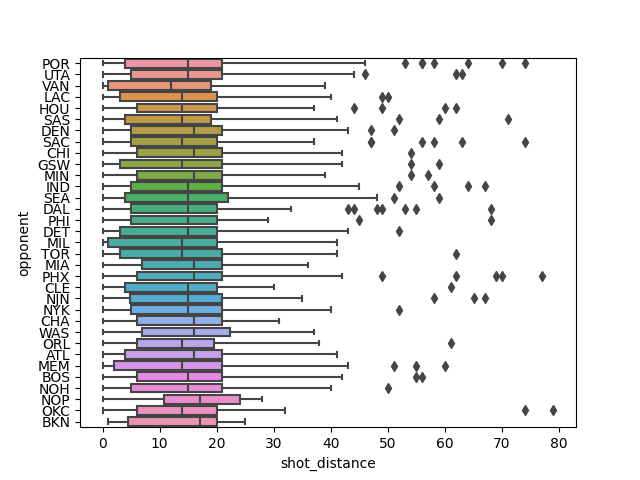 POR
UTA
VAN
LAC
HOU
SAS
DEN
SAC
CHI
GSW
MIN
IND
SEA
DAL
PHI
DET
MIL
TOR
MIA
PHX
CLE
NJN
NYK
CHA
WAS
ORL
ATL
MEM
BOS
NOH
NOP
OKC
BKN
opponent
0 10 20 30 40 50 60 70 80
shot_distance